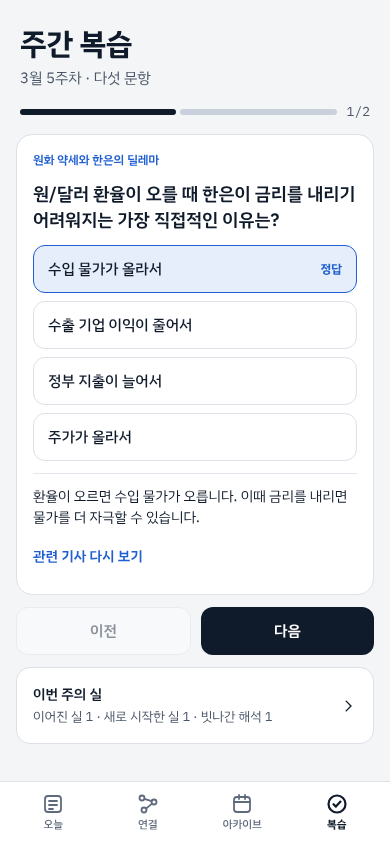 주간 복습
3월 5주차 · 다섯 문항
1/2
원화 약세와 한은의 딜레마
원/달러 환율이 오를 때 한은이 금리를 내리기
어려워지는 가장 직접적인 이유는?
수입 물가가 올라서 정답
수출 기업 이익이 줄어서
정부 지출이 늘어서
주가가 올라서
환율이 오르면 수입 물가가 오릅니다. 이때 금리를 내리면
물가를 더 자극할 수 있습니다.
관련 기사 다시 보기
이전 다음
이번 주의 실
이어진 실 1 · 새로 시작한 실 1 · 빗나간 해석 1
오늘 연결 아카이브 복습